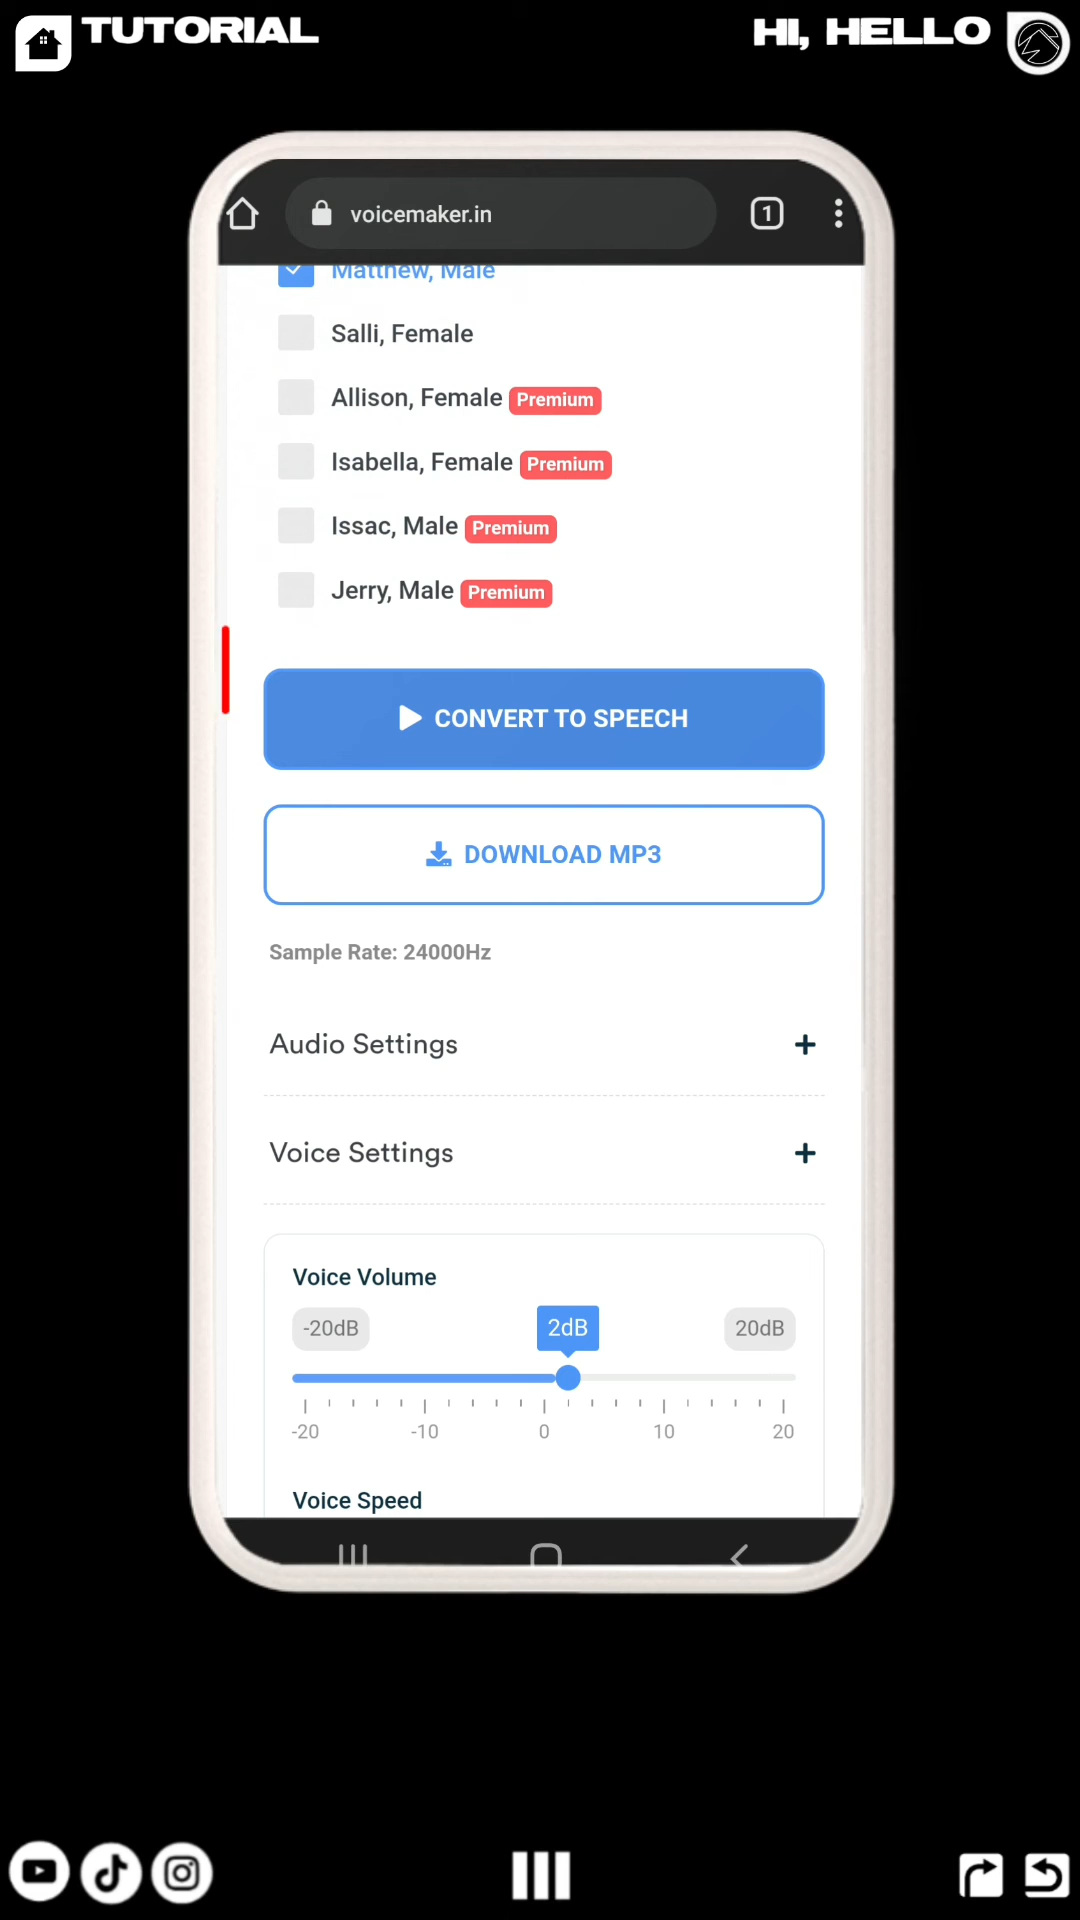 TUTORIAL
HI, HELLO
voicemaker.in
1
Matthew, Male
Salli, Female
Allison, Female Premium
Isabella, Female Premium
Issac, Male Premium
Jerry, Male Premium
CONVERT TO SPEECH
DOWNLOAD MP3
Sample Rate: 24000Hz
Audio Settings +
Voice Settings +
Voice Volume
-20dB 2dB 20dB
-20 -10 0 10 20
Voice Speed